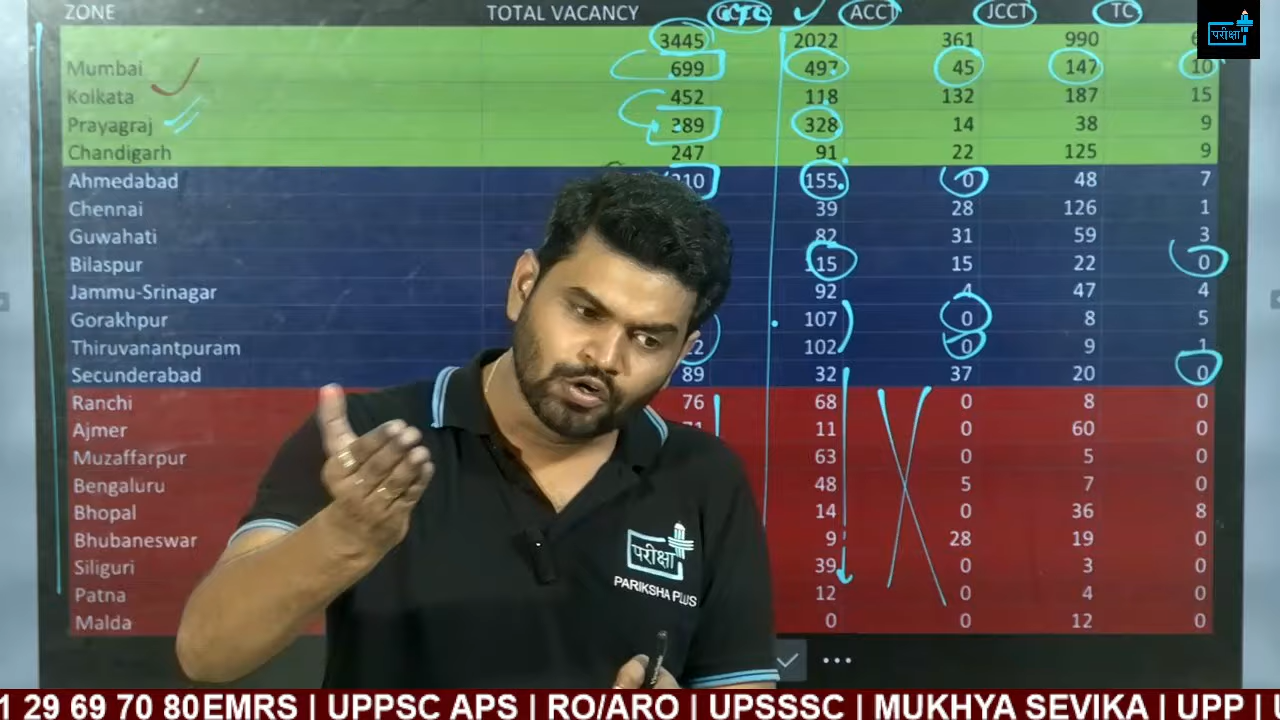 ZONE TOTAL VACANCY CCTC ACCT JCCT TC
3445 2022 361 990
Mumbai 699 497 45 147 10
Kolkata 452 118 132 187 15
Prayagraj 389 328 14 38 9
Chandigarh 247 91 22 125 9
Ahmedabad 210 155 0 48 7
Chennai 39 28 126 1
Guwahati 82 31 59 3
Bilaspur 115 15 22 0
Jammu-Srinagar 92 4 47 4
Gorakhpur 107 0 8 5
Thiruvanantpuram 102 0 9 1
Secunderabad 89 32 37 20 0
Ranchi 76 68 0 8 0
Ajmer 71 11 0 60 0
Muzaffarpur 63 0 5 0
Bengaluru 48 5 7 0
Bhopal 14 0 36 8
Bhubaneswar 9 28 19 0
Siliguri 39 0 3 0
Patna 12 0 4 0
Malda 0 0 12 0
परीक्षा
परीक्षा
PARIKSHA PLUS
1 29 69 70 80 EMRS | UPPSC APS | RO/ARO | UPSSSC | MUKHYA SEVIKA | UPP |